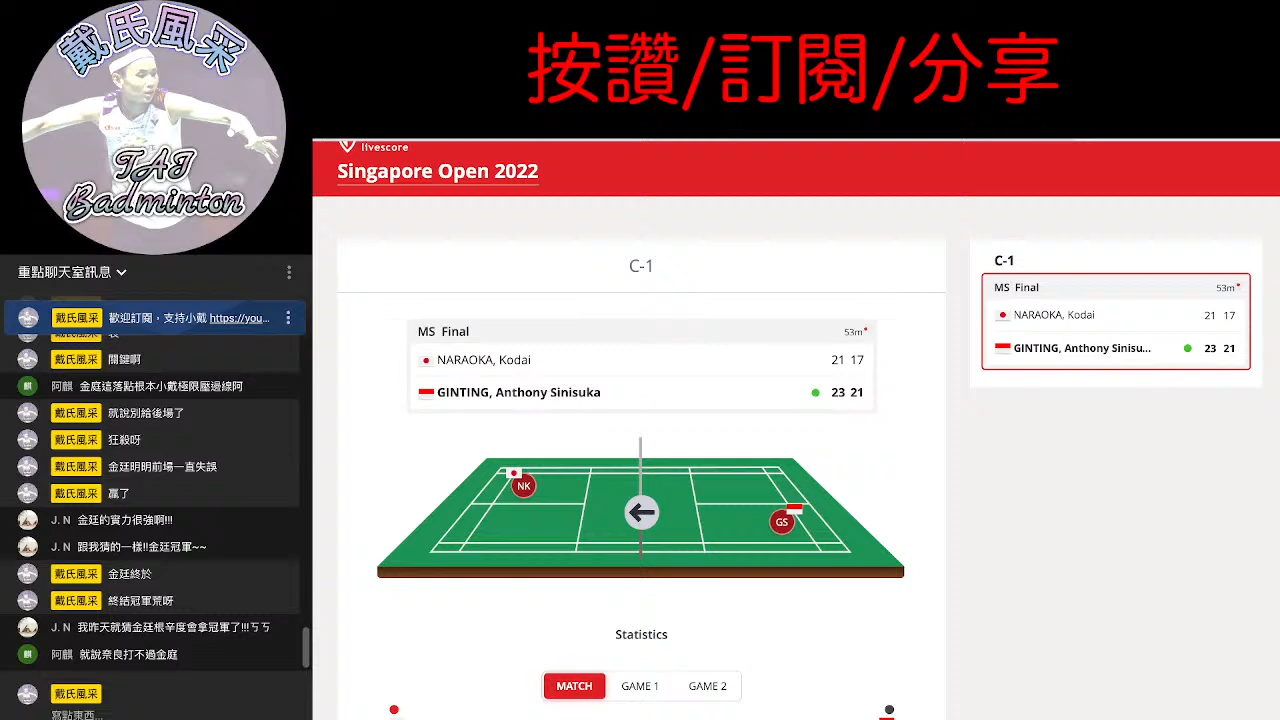 戴氏風采
TAI
Badminton
按讚/訂閱/分享
livescore
Singapore Open 2022
重點聊天室訊息
戴氏風采 歡迎訂閱，支持小戴 https://you...
戴氏風采
戴氏風采 關鍵啊
阿麒 金庭這落點根本小戴極限壓邊線阿
戴氏風采 就說別給後場了
戴氏風采 狂殺呀
戴氏風采 金廷明明前場一直失誤
戴氏風采 贏了
J. N 金廷的實力很強啊!!!
J. N 跟我猜的一樣!!金廷冠軍~~
戴氏風采 金廷終於
戴氏風采 終結冠軍荒呀
J. N 我昨天就猜金廷根辛度會拿冠軍了!!!ㄎㄎ
阿麒 就說奈良打不過金庭
戴氏風采
寫點東西...
C-1
MS Final 53m
NARAOKA, Kodai 21 17
GINTING, Anthony Sinisuka 23 21
NK
GS
Statistics
MATCH GAME 1 GAME 2
C-1
MS Final 53m
NARAOKA, Kodai 21 17
GINTING, Anthony Sinisu... 23 21